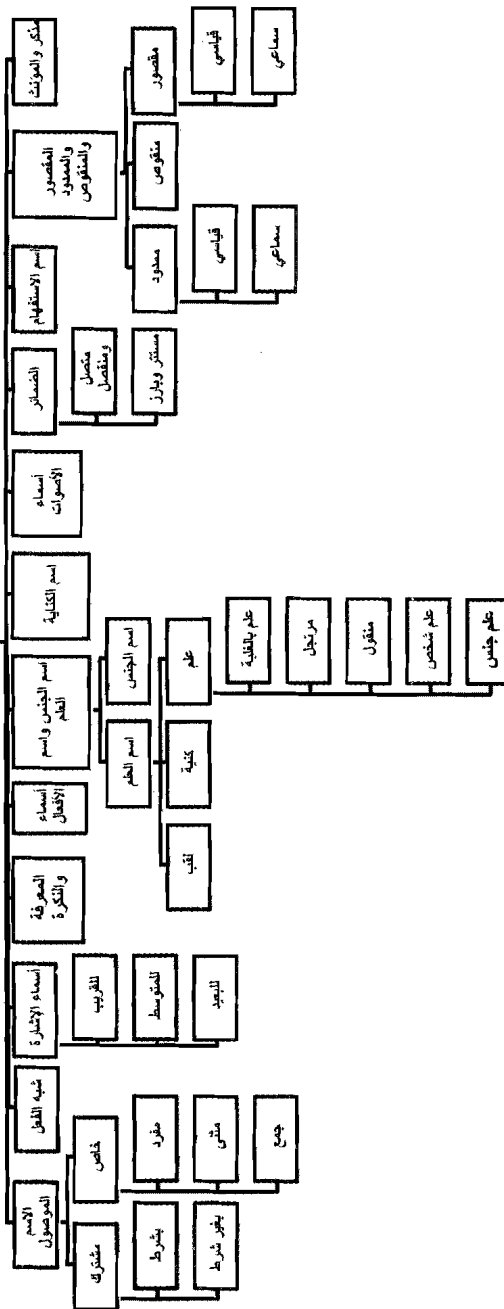 مذكر والمؤنث
المقصور
والممدود
والمنقوص
مقصور
قياسي
سماعي
منقوص
ممدود
قياسي
سماعي
اسم الاستفهام
الضمائر
متصل
ومنفصل
مستتر وبارز
أسماء
الأصوات
اسم الكناية
اسم الجنس واسم
العلم
اسم الجنس
اسم العلم
علم
علم بالغلبة
مرتجل
منقول
علم شخص
علم جنس
كنية
لقب
أسماء
الأفعال
المعرفة
والنكرة
أسماء الإشارة
للقريب
المتوسط
للبعيد
شبه الفعل
الاسم
الموصول
خاص
مفرد
مثنى
جمع
مشترك
بشرط
بغير شرط